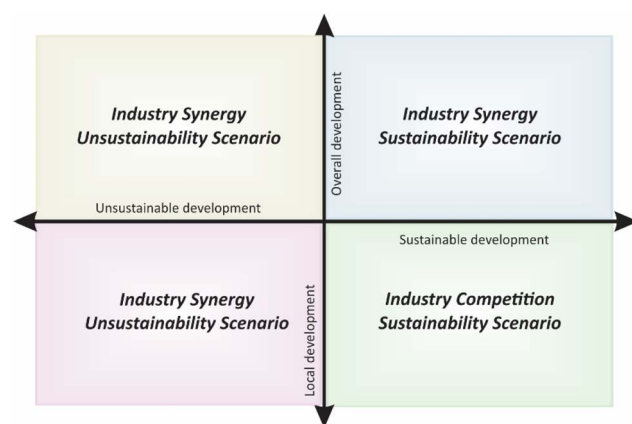 Industry Synergy
Unsustainability Scenario
Overall development
Industry Synergy
Sustainability Scenario
Unsustainable development
Sustainable development
Industry Synergy
Unsustainability Scenario
Local development
Industry Competition
Sustainability Scenario